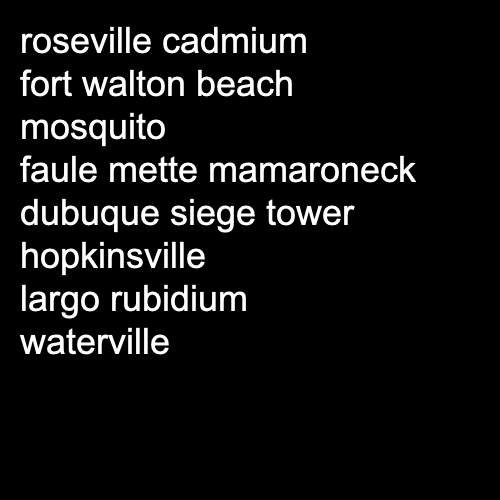 roseville cadmium
fort walton beach
mosquito
faule mette mamaroneck
dubuque siege tower
hopkinsville
largo rubidium
waterville